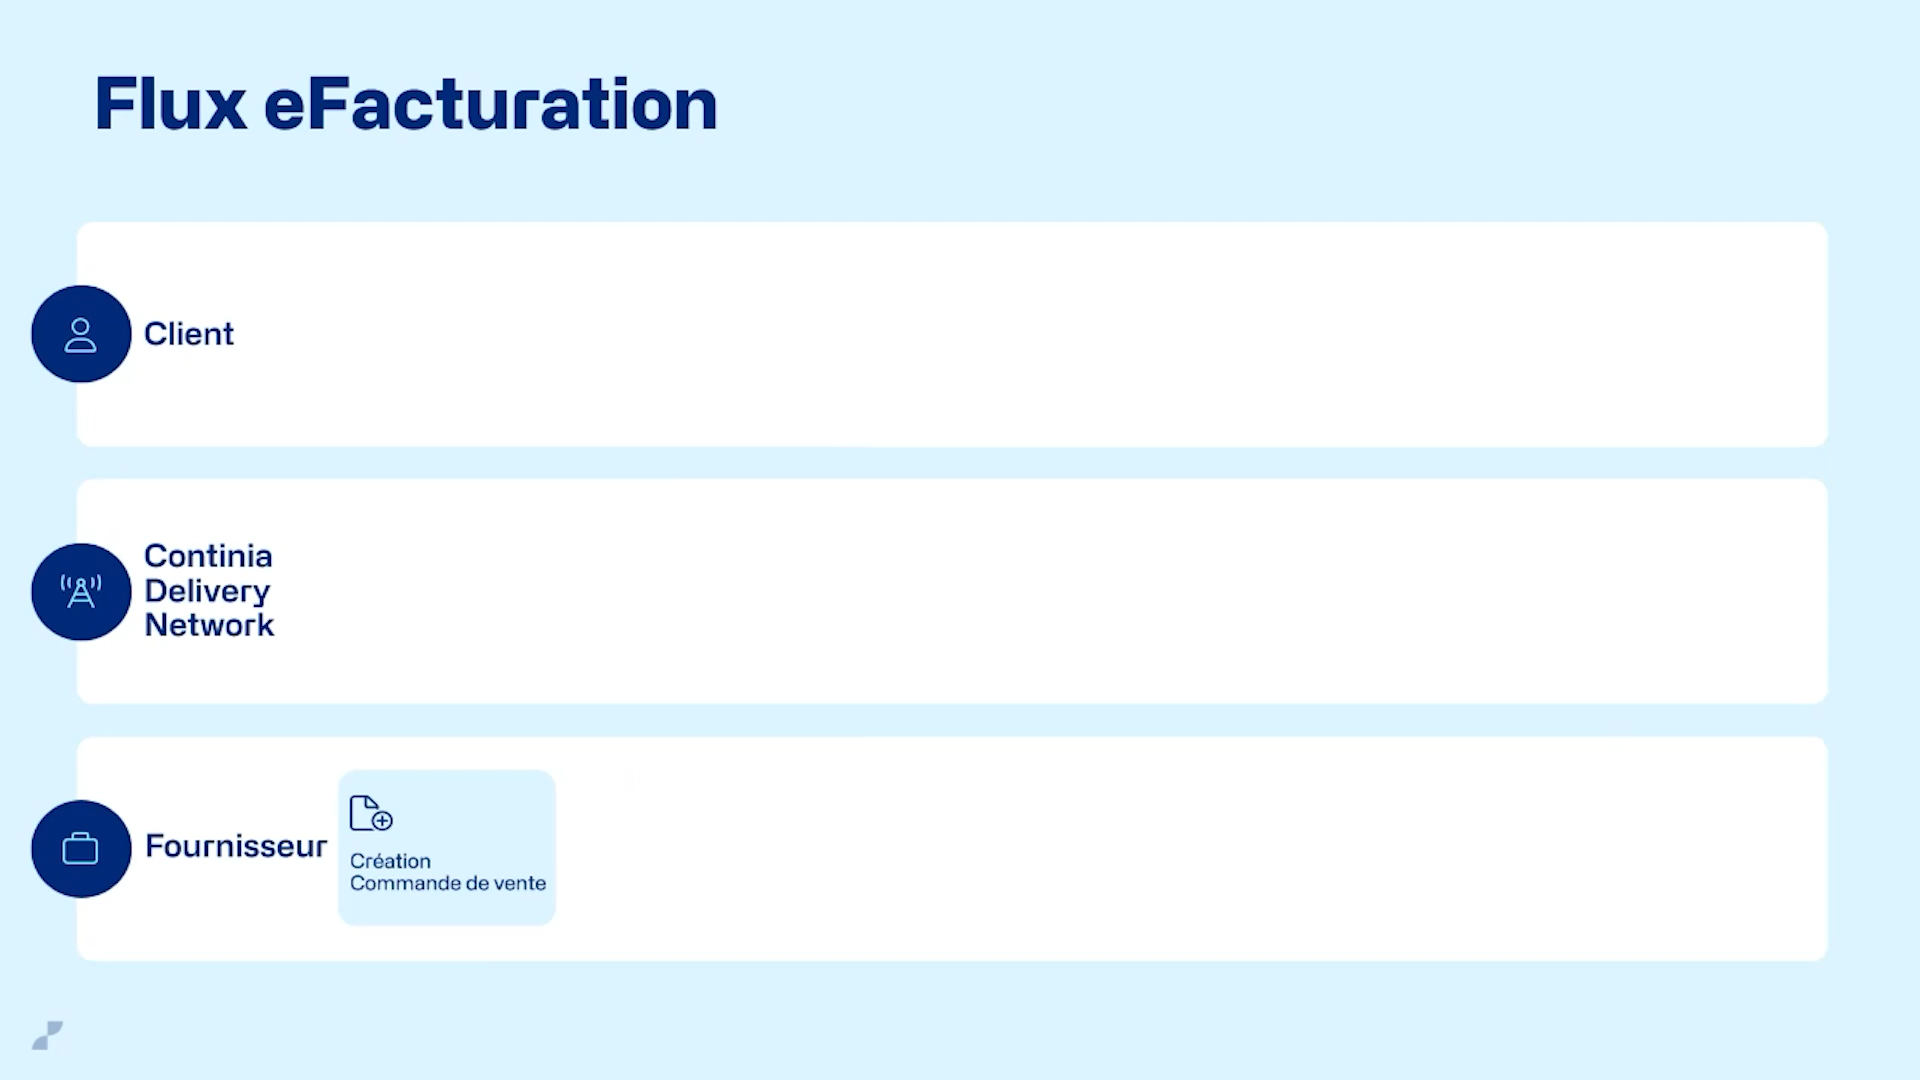 Flux eFacturation
Client
Continia
Delivery
Network
Fournisseur
Création
Commande de vente